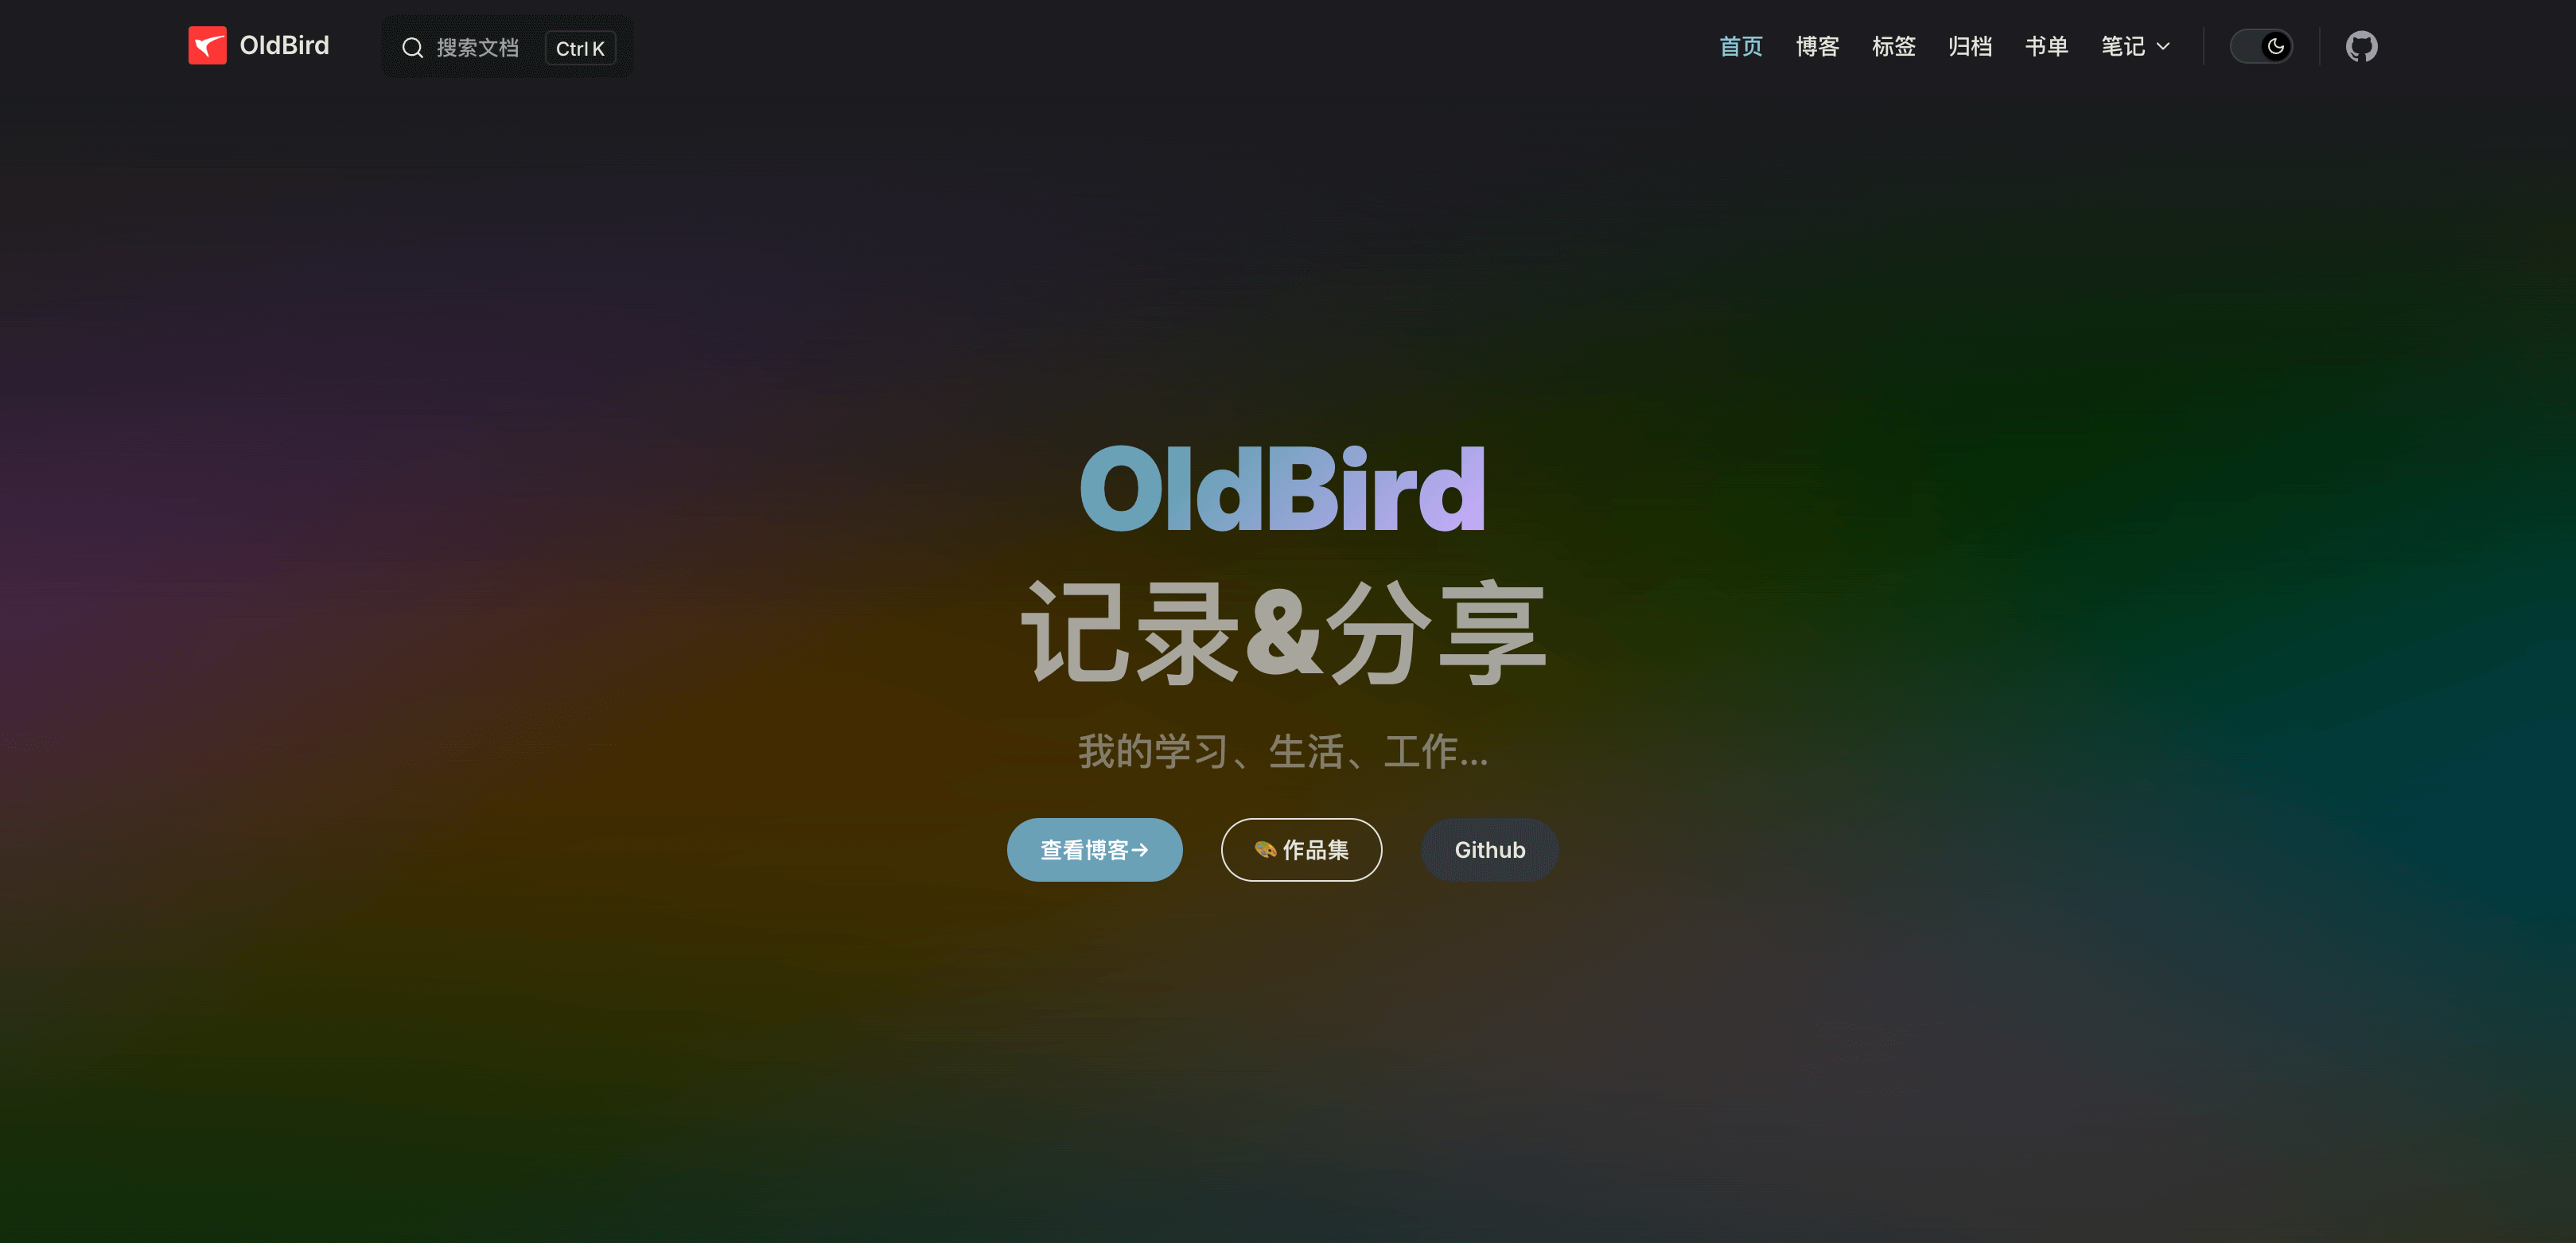 OldBird 搜索文档 Ctrl K 首页 博客 标签 归档 书单 笔记
OldBird
记录&分享
我的学习、生活、工作...
查看博客→ 🎨 作品集 Github